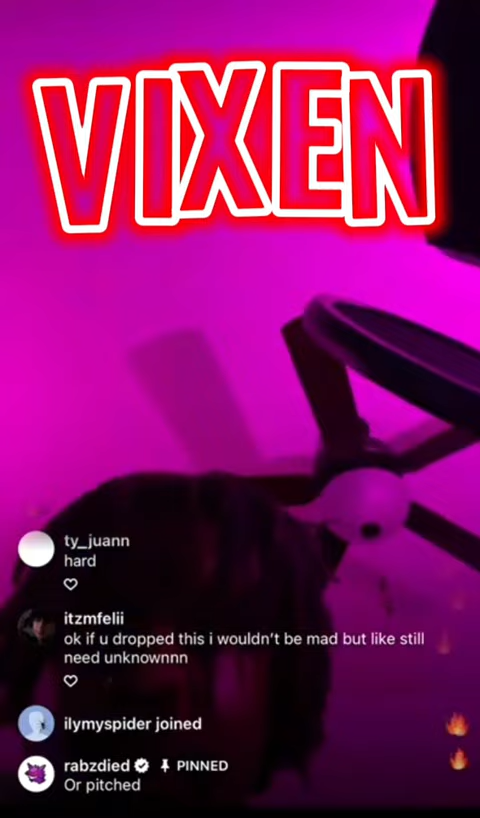 VIXEN
ty_juann
hard
itzmfelii
ok if u dropped this i wouldn't be mad but like still
need unknownnn
ilymyspider joined
rabzdied PINNED
Or pitched